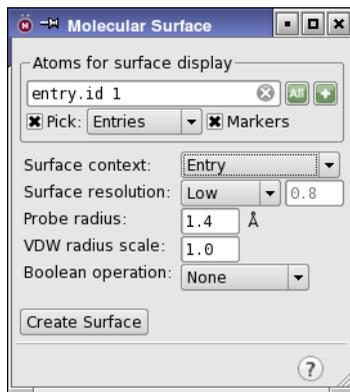 Molecular Surface
Atoms for surface display
entry.id 1 All
Pick: Entries Markers
Surface context: Entry
Surface resolution: Low 0.8
Probe radius: 1.4 Å
VDW radius scale: 1.0
Boolean operation: None
Create Surface
?